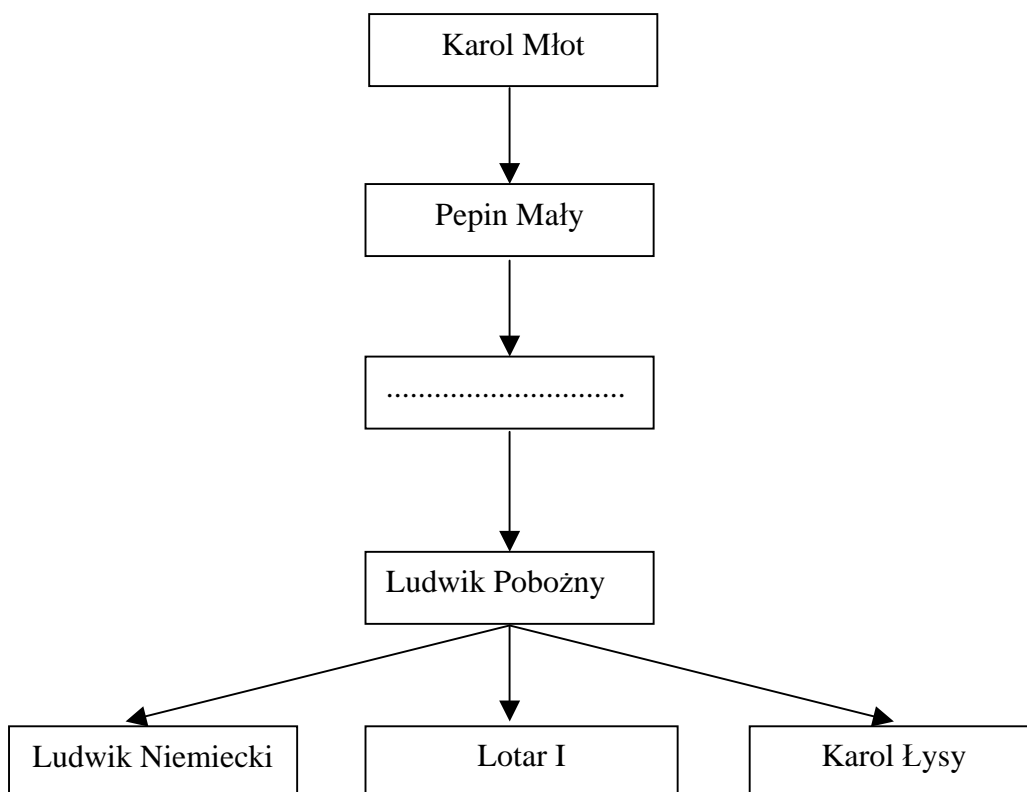 Karol Młot
Pepin Mały
..............................
Ludwik Pobożny
Ludwik Niemiecki
Lotar I
Karol Łysy